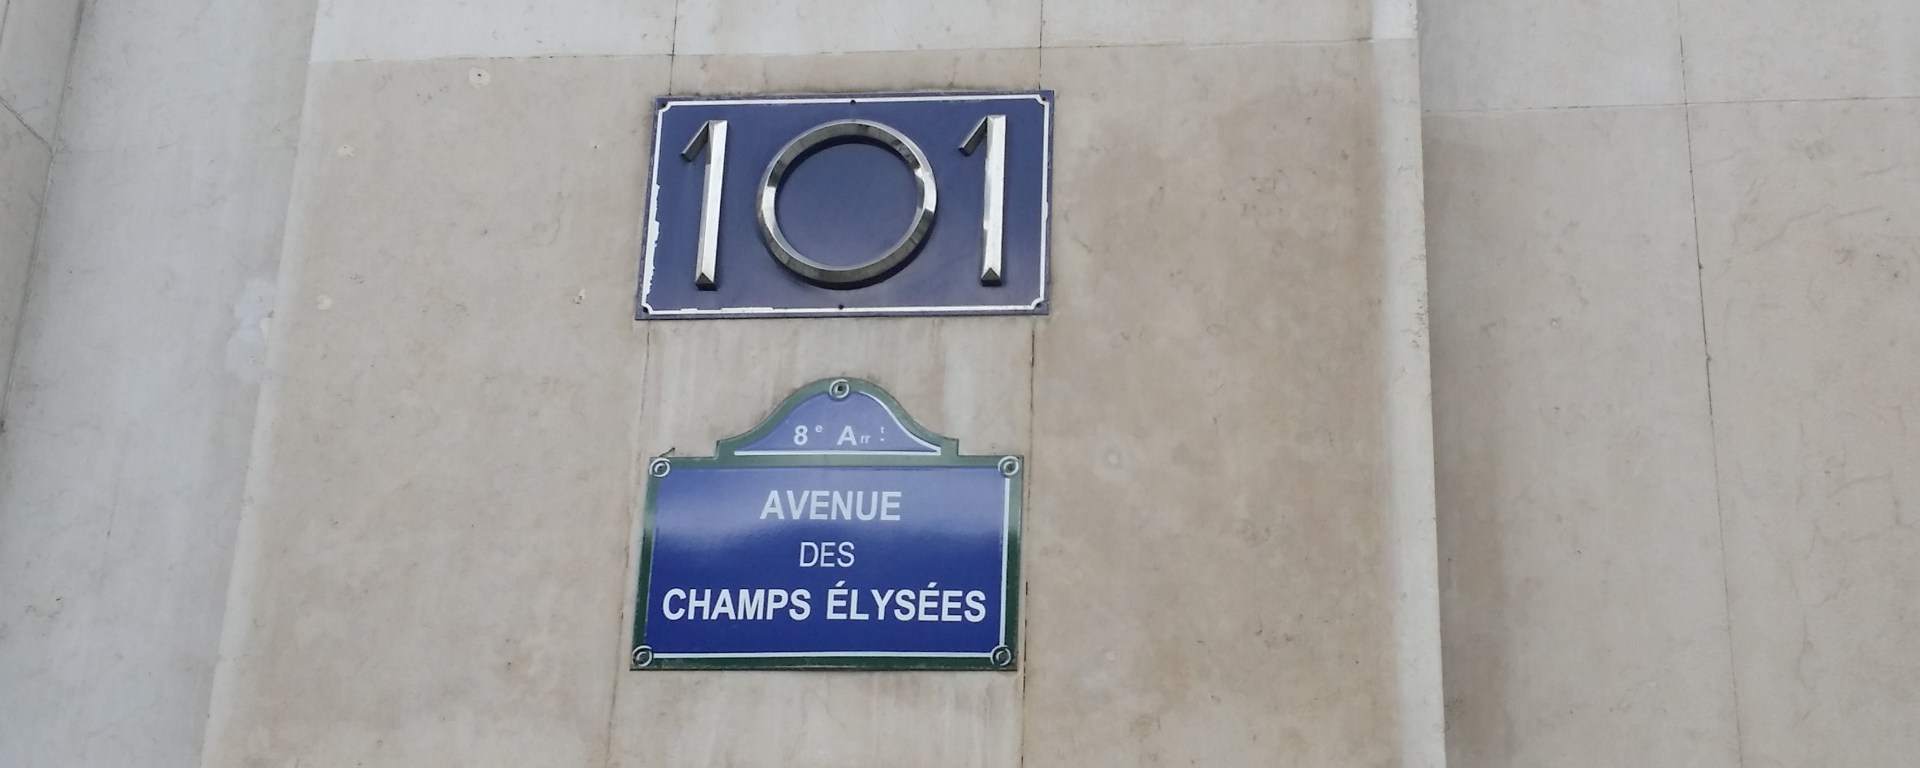 101
8e Arrt.
AVENUE
DES
CHAMPS ÉLYSÉES